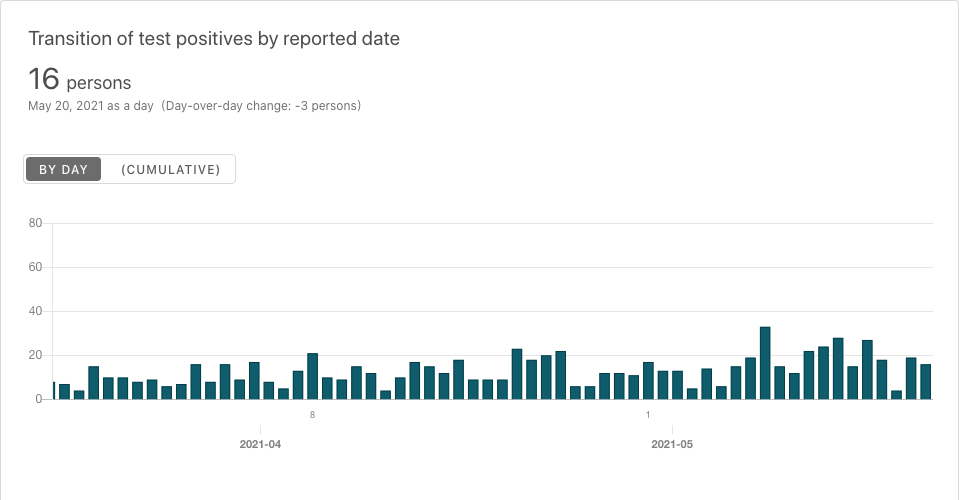 Transition of test positives by reported date
16 persons
May 20, 2021 as a day (Day-over-day change: -3 persons)
BY DAY (CUMULATIVE)
80
60
40
20
0
8 1
2021-04 2021-05